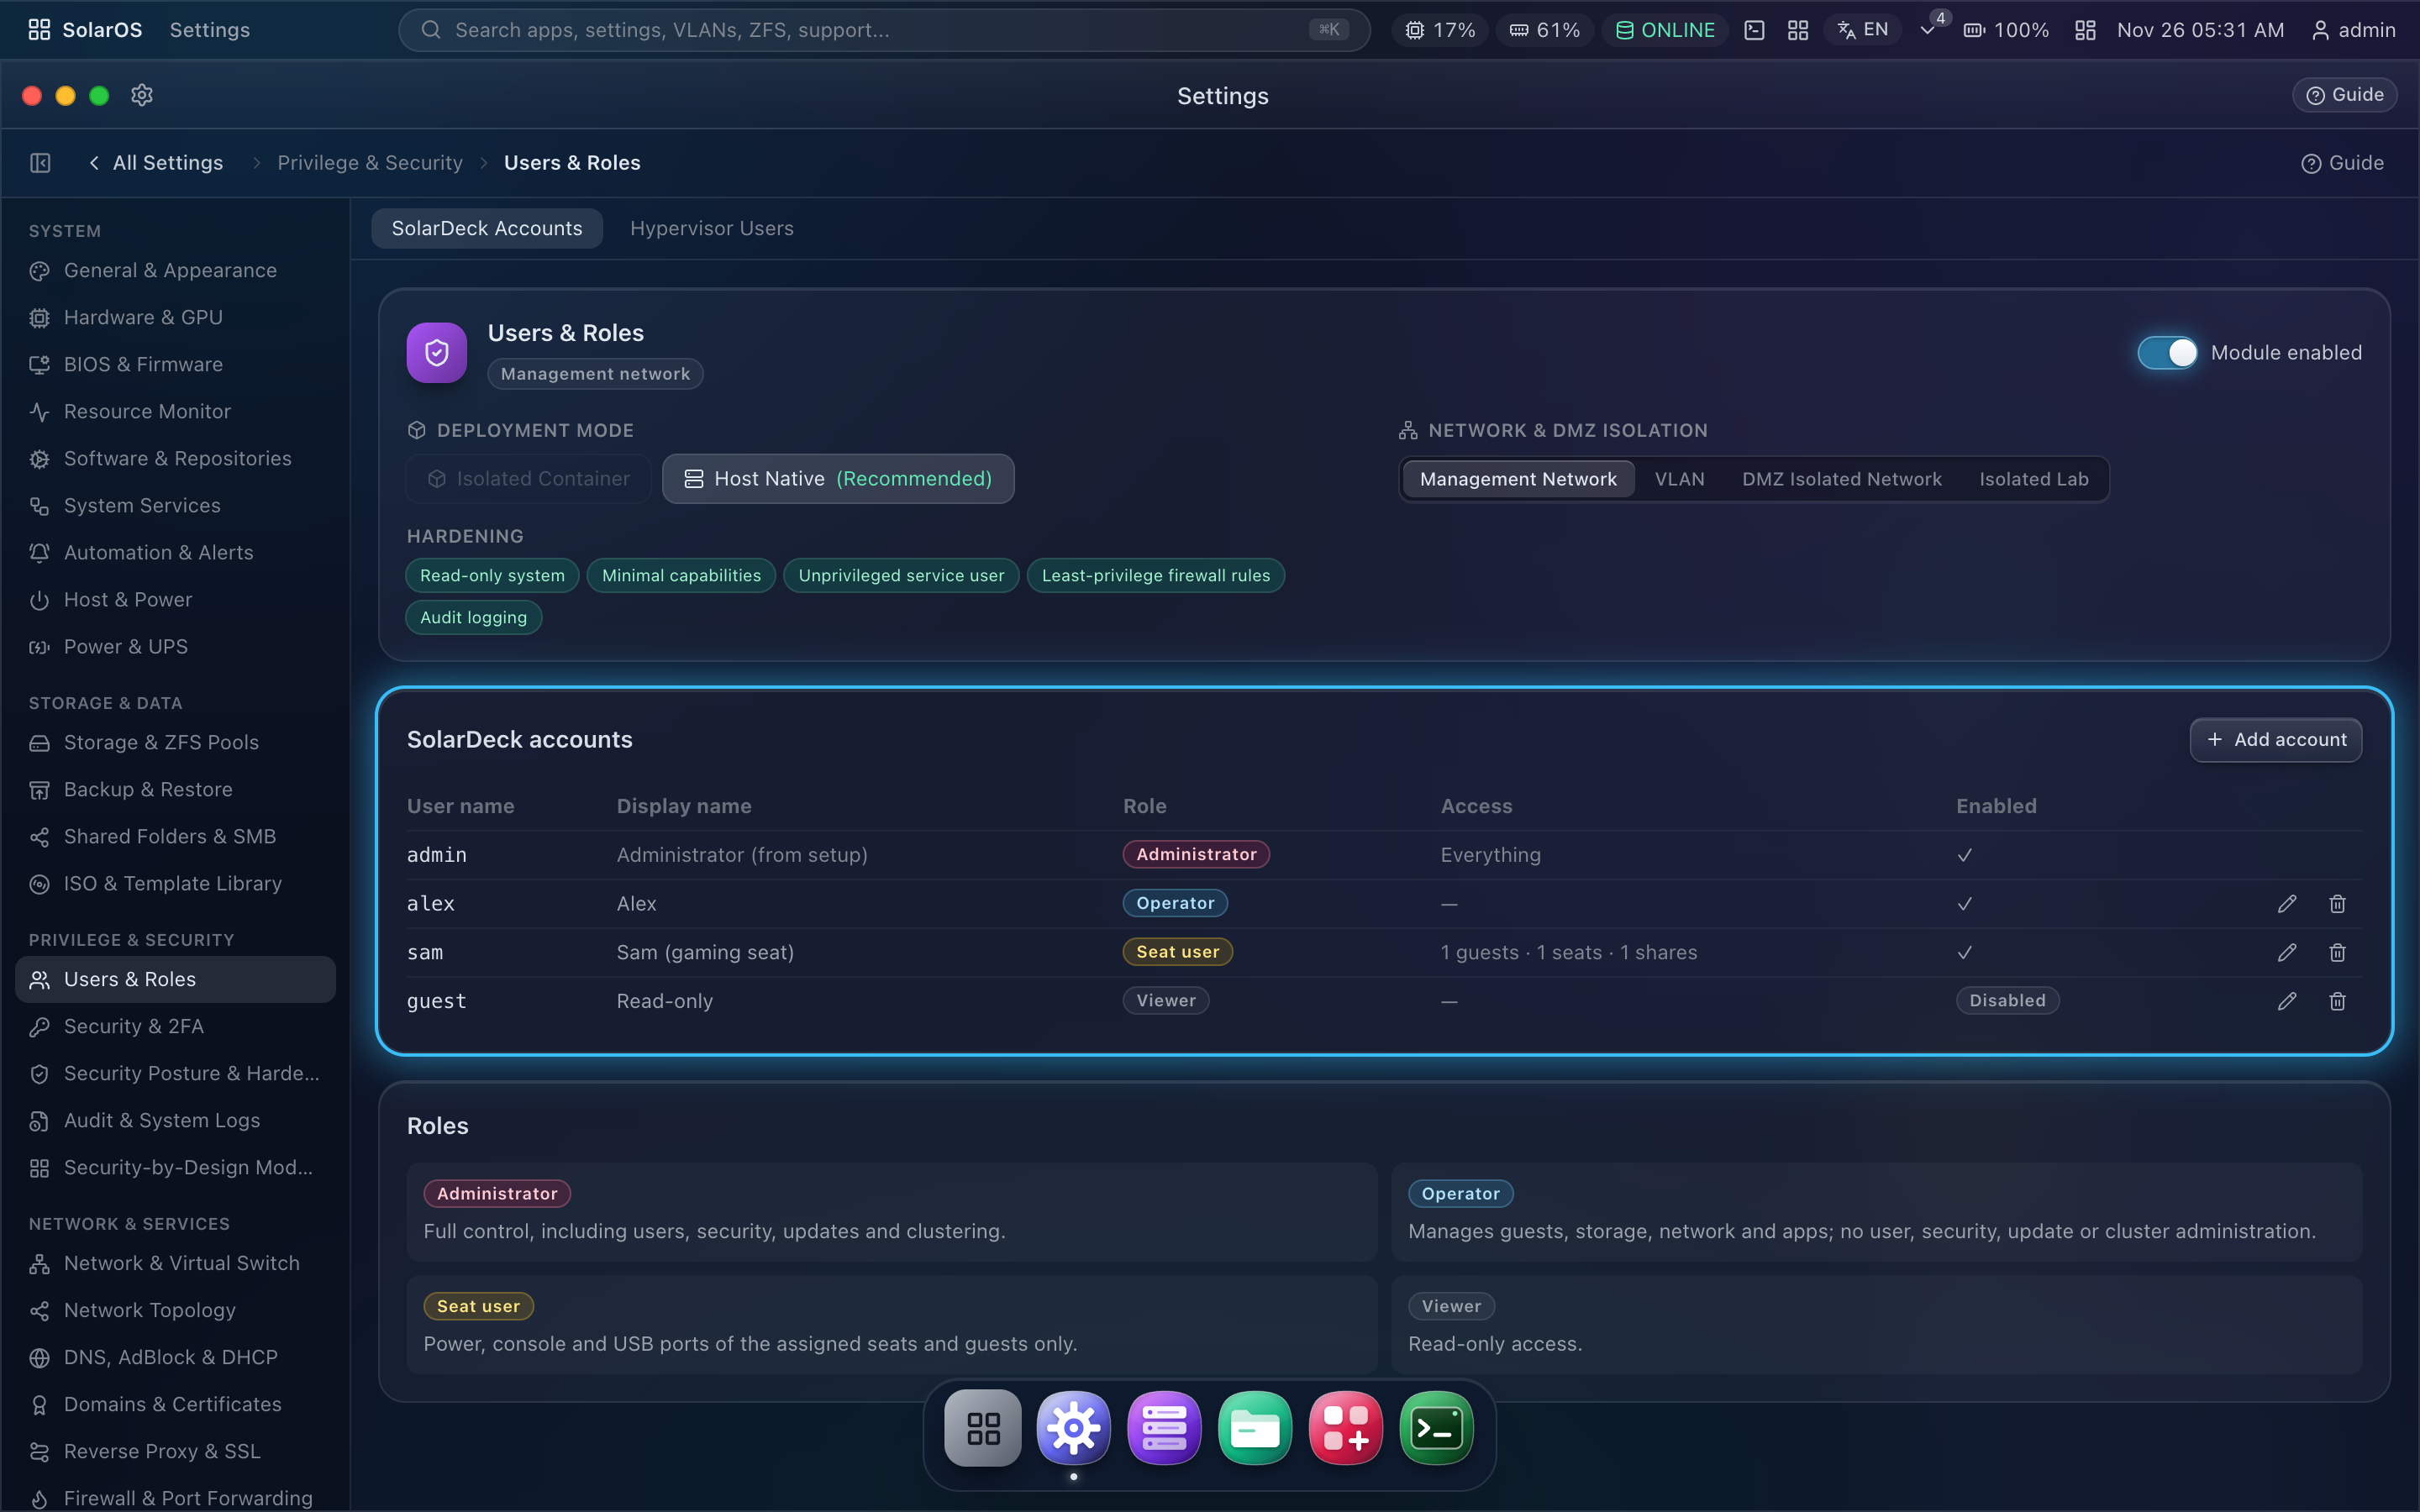 SolarOS Settings Search apps, settings, VLANs, ZFS, support... ⌘K 17% 61% ONLINE EN 4 100% Nov 26 05:31 AM admin
Settings Guide
All Settings Privilege & Security Users & Roles Guide
SYSTEM
General & Appearance
Hardware & GPU
BIOS & Firmware
Resource Monitor
Software & Repositories
System Services
Automation & Alerts
Host & Power
Power & UPS
STORAGE & DATA
Storage & ZFS Pools
Backup & Restore
Shared Folders & SMB
ISO & Template Library
PRIVILEGE & SECURITY
Users & Roles
Security & 2FA
Security Posture & Harde...
Audit & System Logs
Security-by-Design Mod...
NETWORK & SERVICES
Network & Virtual Switch
Network Topology
DNS, AdBlock & DHCP
Domains & Certificates
Reverse Proxy & SSL
Firewall & Port Forwarding
SolarDeck Accounts Hypervisor Users
Users & Roles
Management network
Module enabled
DEPLOYMENT MODE
Isolated Container Host Native (Recommended)
NETWORK & DMZ ISOLATION
Management Network VLAN DMZ Isolated Network Isolated Lab
HARDENING
Read-only system Minimal capabilities Unprivileged service user Least-privilege firewall rules
Audit logging
SolarDeck accounts + Add account
User name Display name Role Access Enabled
admin Administrator (from setup) Administrator Everything ✓
alex Alex Operator — ✓
sam Sam (gaming seat) Seat user 1 guests · 1 seats · 1 shares ✓
guest Read-only Viewer — Disabled
Roles
Administrator
Full control, including users, security, updates and clustering.
Operator
Manages guests, storage, network and apps; no user, security, update or cluster administration.
Seat user
Power, console and USB ports of the assigned seats and guests only.
Viewer
Read-only access.